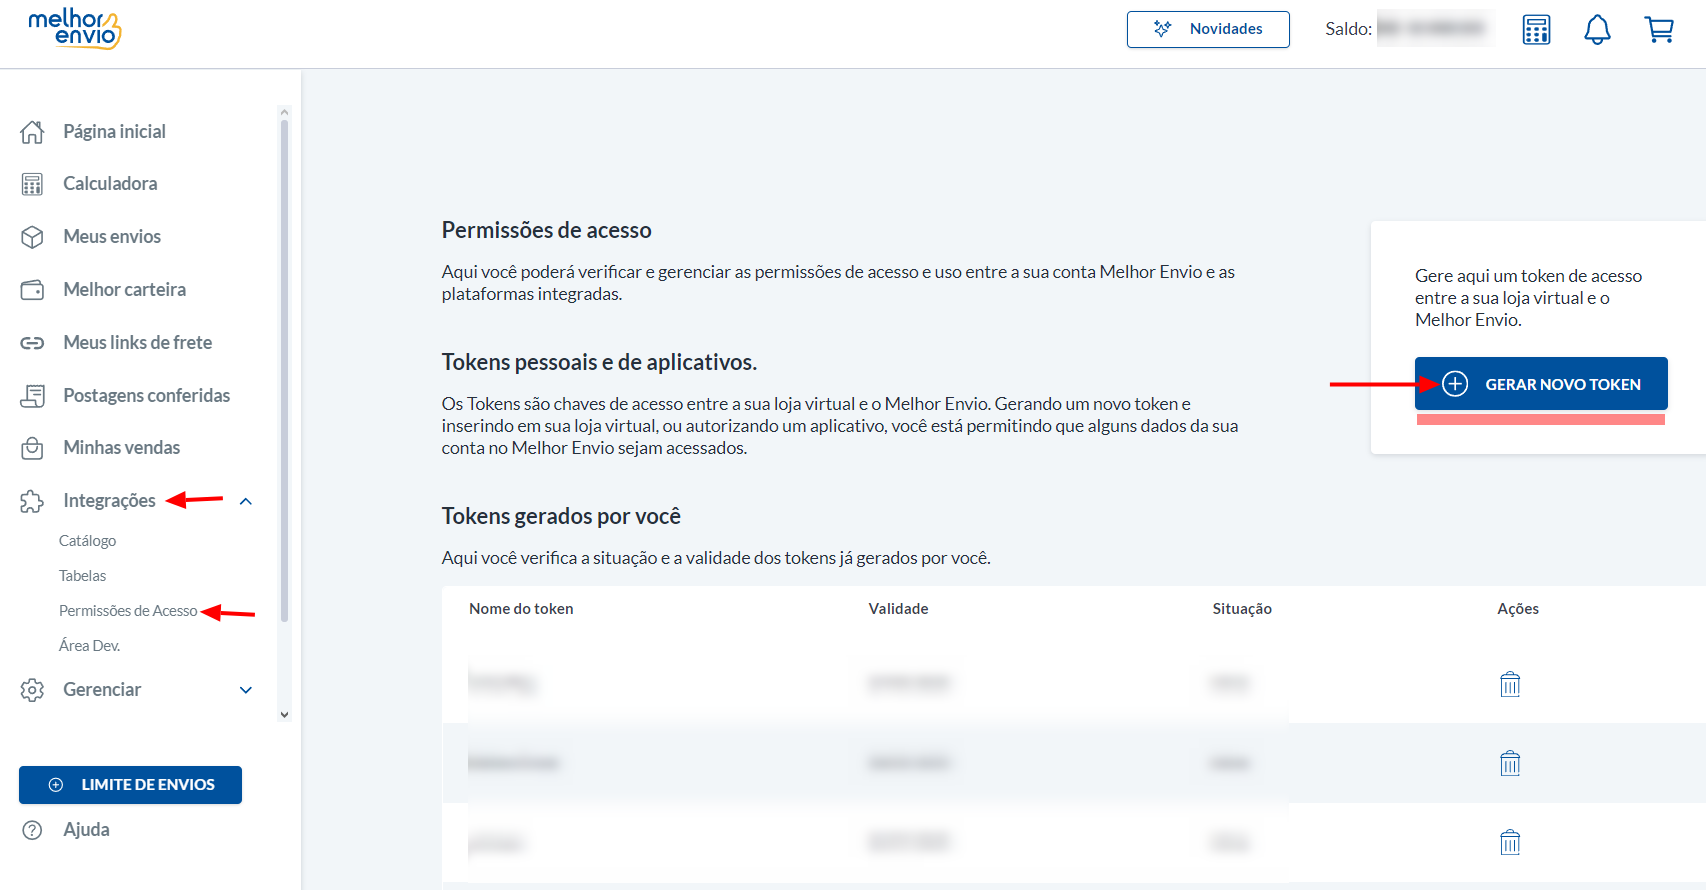 melhor
envio
Novidades
Saldo:
Página inicial
Calculadora
Meus envios
Melhor carteira
Meus links de frete
Postagens conferidas
Minhas vendas
Integrações
Catálogo
Tabelas
Permissões de Acesso
Área Dev.
Gerenciar
LIMITE DE ENVIOS
Ajuda
Permissões de acesso
Aqui você poderá verificar e gerenciar as permissões de acesso e uso entre a sua conta Melhor Envio e as
plataformas integradas.
Tokens pessoais e de aplicativos.
Os Tokens são chaves de acesso entre a sua loja virtual e o Melhor Envio. Gerando um novo token e
inserindo em sua loja virtual, ou autorizando um aplicativo, você está permitindo que alguns dados da sua
conta no Melhor Envio sejam acessados.
Tokens gerados por você
Aqui você verifica a situação e a validade dos tokens já gerados por você.
Nome do token Validade Situação Ações
Gere aqui um token de acesso
entre a sua loja virtual e o
Melhor Envio.
GERAR NOVO TOKEN